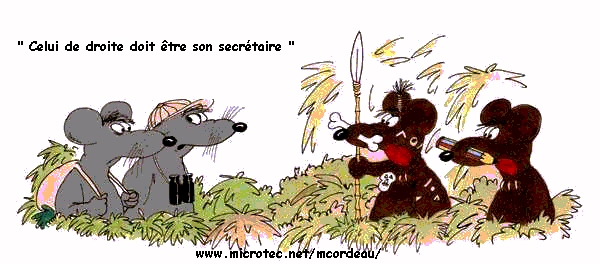 " Celui de droite doit être son secrétaire "
www.microtec.net/mcordeau/